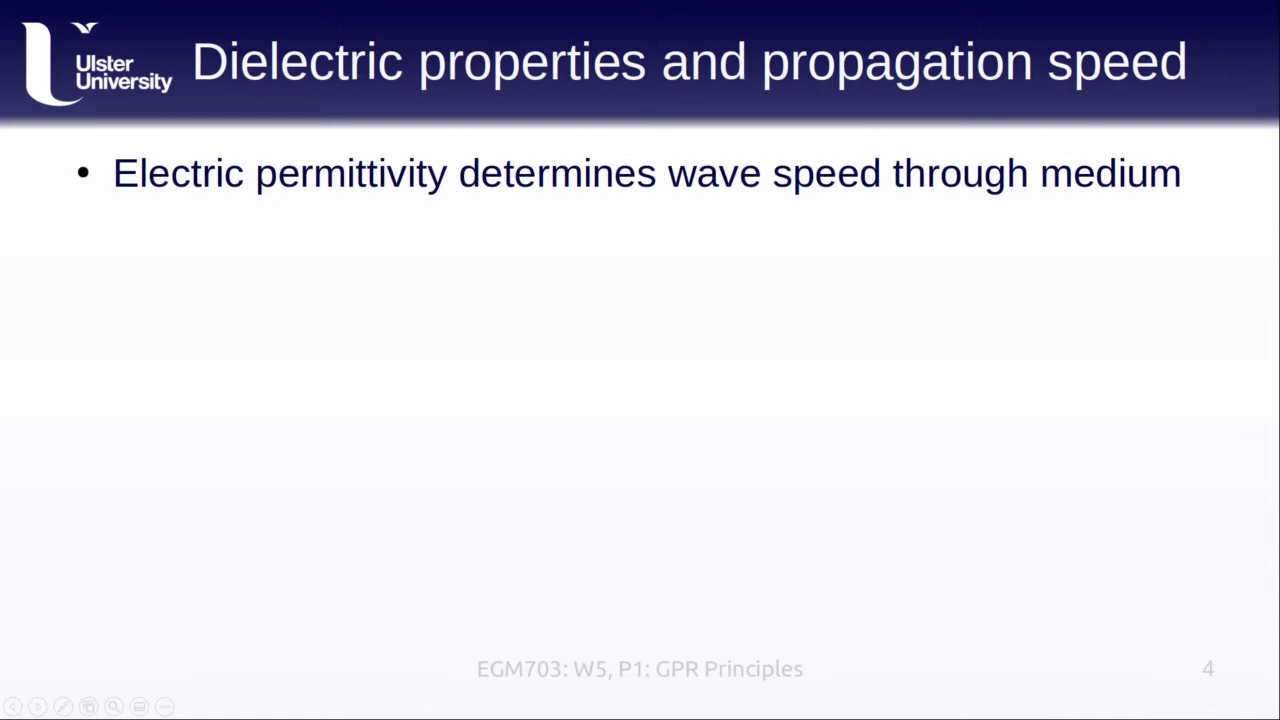 Ulster
University
Dielectric properties and propagation speed
• Electric permittivity determines wave speed through medium
EGM703: W5, P1: GPR Principles
4